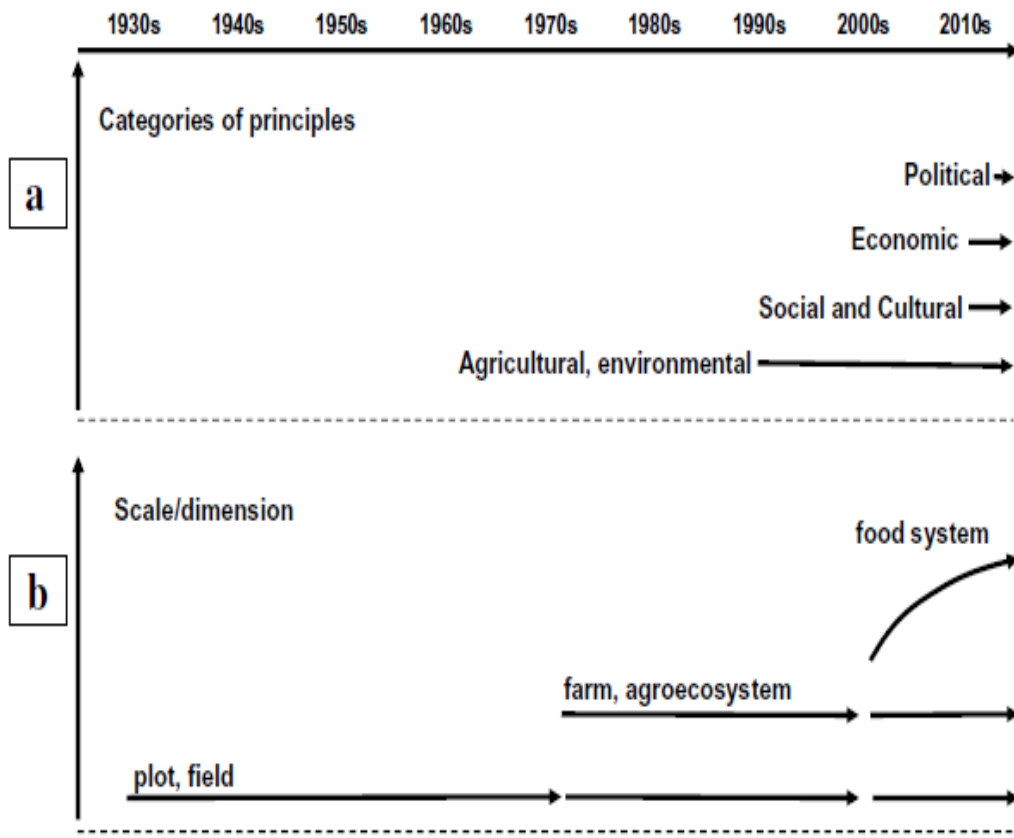 1930s 1940s 1950s 1960s 1970s 1980s 1990s 2000s 2010s
Categories of principles
a
Political
Economic
Social and Cultural
Agricultural, environmental
Scale/dimension
food system
b
farm, agroecosystem
plot, field